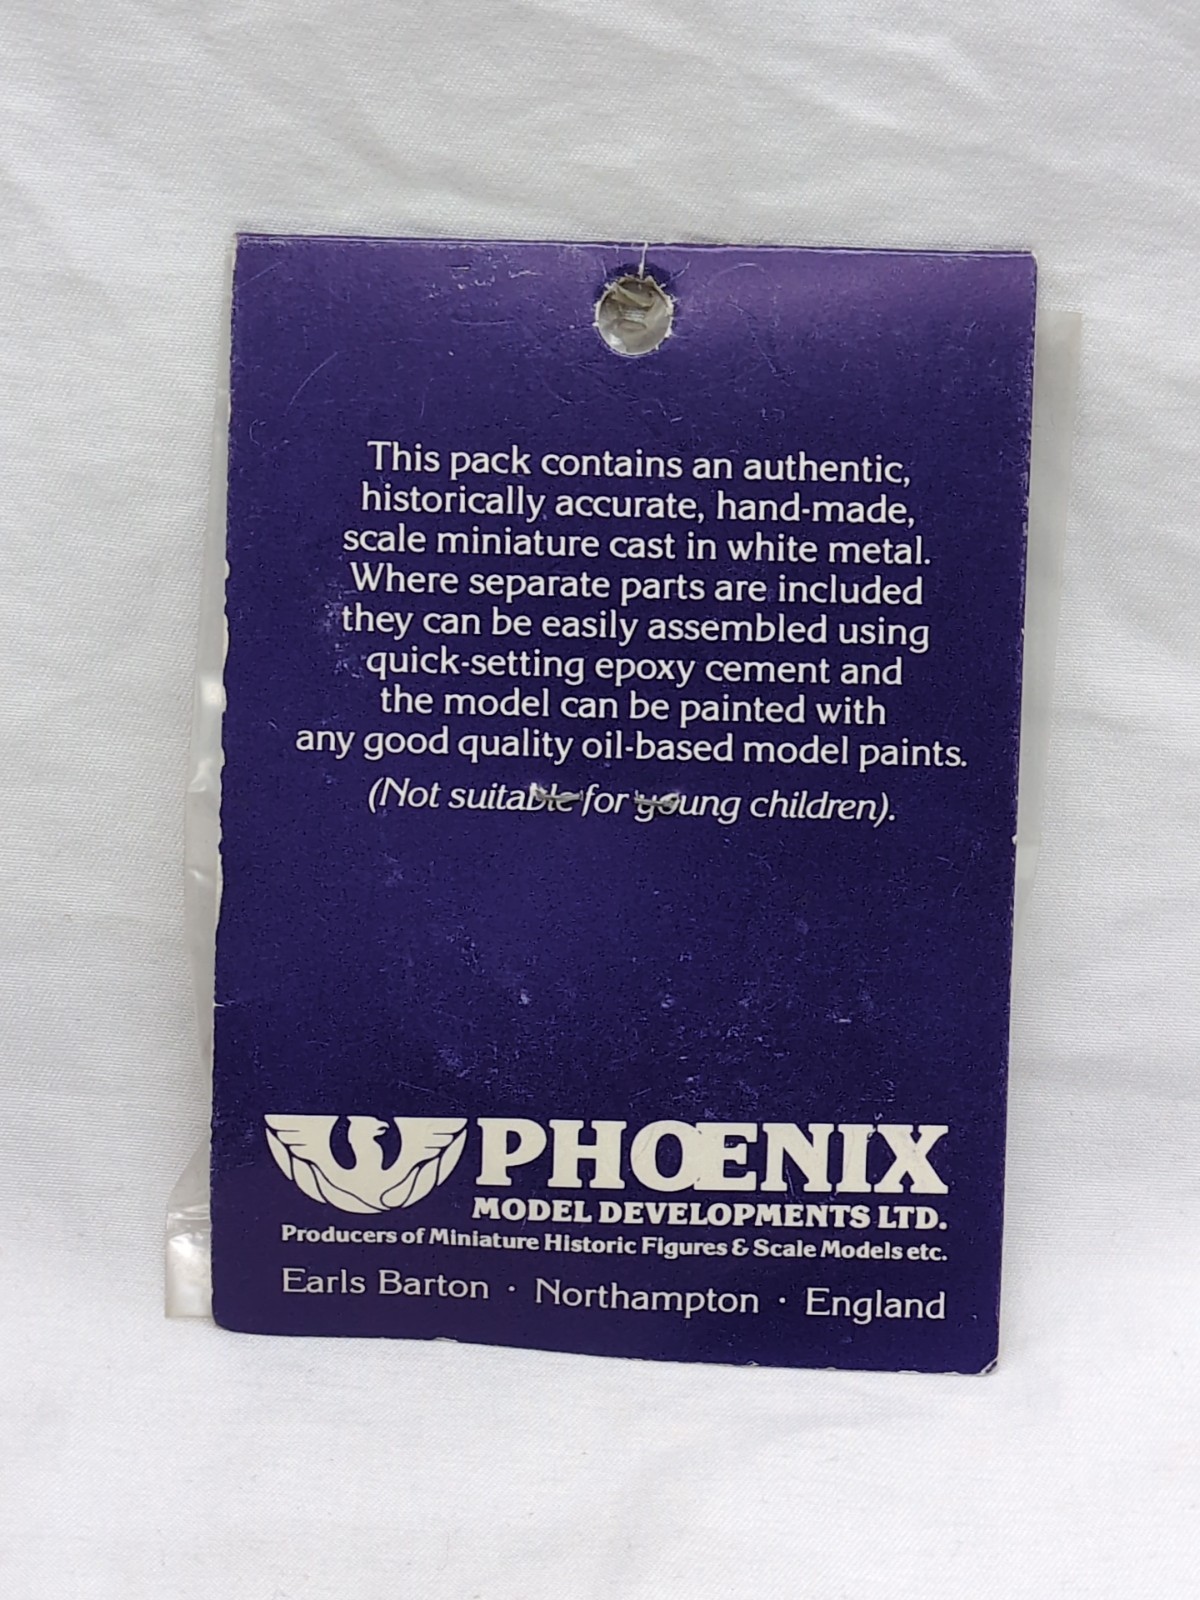 This pack contains an authentic,
historically accurate, hand-made,
scale miniature cast in white metal.
Where separate parts are included
they can be easily assembled using
quick-setting epoxy cement and
the model can be painted with
any good quality oil-based model paints.
(Not suitable for young children).
PHŒNIX
MODEL DEVELOPMENTS LTD.
Producers of Miniature Historic Figures & Scale Models etc.
Earls Barton · Northampton · England